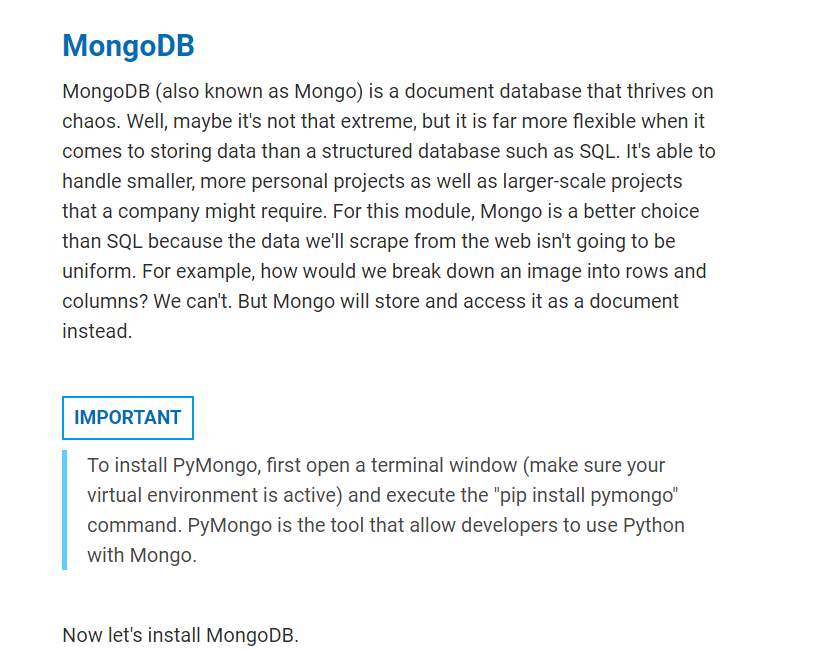 MongoDB
MongoDB (also known as Mongo) is a document database that thrives on
chaos. Well, maybe it's not that extreme, but it is far more flexible when it
comes to storing data than a structured database such as SQL. It's able to
handle smaller, more personal projects as well as larger-scale projects
that a company might require. For this module, Mongo is a better choice
than SQL because the data we'll scrape from the web isn't going to be
uniform. For example, how would we break down an image into rows and
columns? We can't. But Mongo will store and access it as a document
instead.
IMPORTANT
To install PyMongo, first open a terminal window (make sure your
virtual environment is active) and execute the "pip install pymongo"
command. PyMongo is the tool that allow developers to use Python
with Mongo.
Now let's install MongoDB.